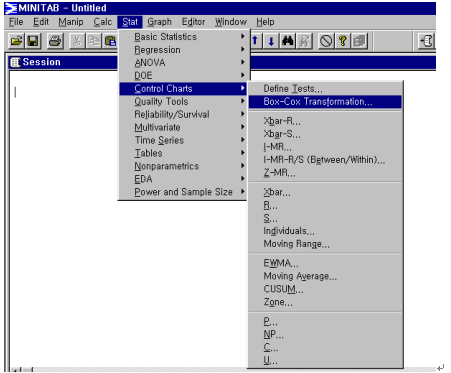 MINITAB - Untitled
File Edit Manip Calc Stat Graph Editor Window Help
Session
Basic Statistics
Regression
ANOVA
DOE
Control Charts
Quality Tools
Reliability/Survival
Multivariate
Time Series
Tables
Nonparametrics
EDA
Power and Sample Size
Define Tests...
Box-Cox Transformation...
Xbar-R...
Xbar-S...
I-MR...
I-MR-R/S (Between/Within)...
Z-MR...
Xbar...
R...
S...
Individuals...
Moving Range...
EWMA...
Moving Average...
CUSUM...
Zone...
P...
NP...
C...
U...